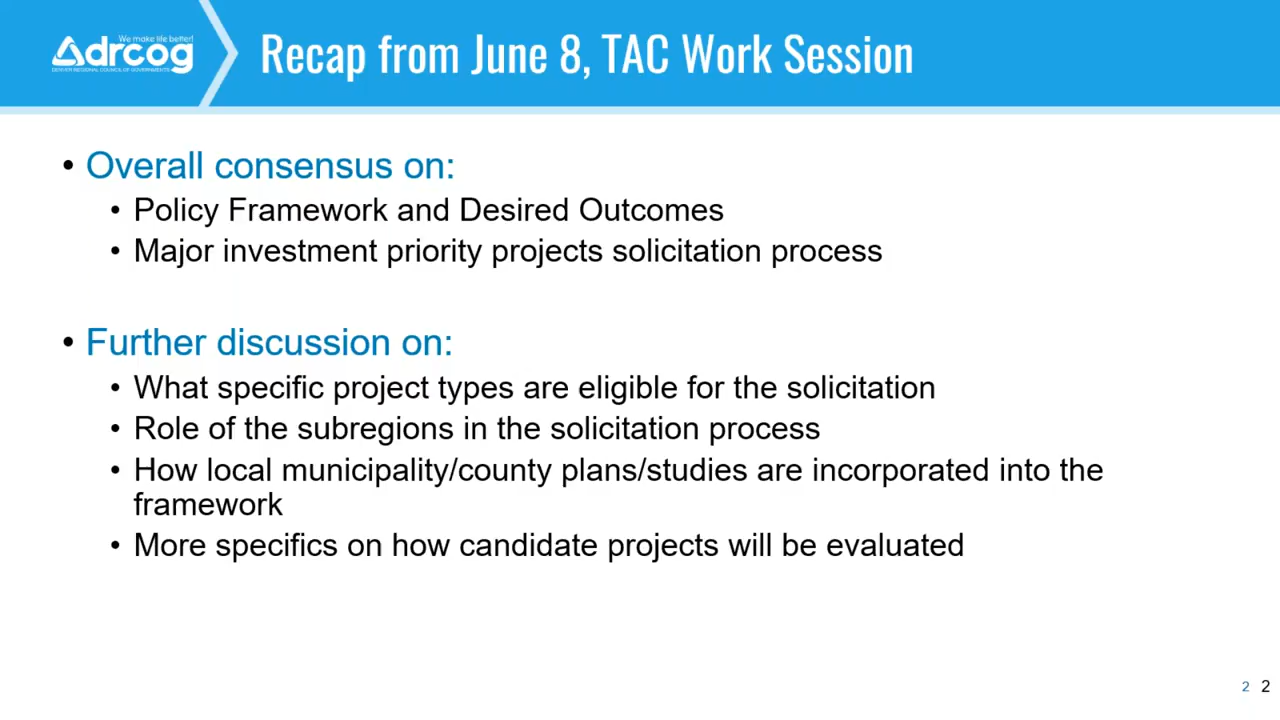 We make life better!
drcog
DENVER REGIONAL COUNCIL OF GOVERNMENTS
Recap from June 8, TAC Work Session
• Overall consensus on:
• Policy Framework and Desired Outcomes
• Major investment priority projects solicitation process
• Further discussion on:
• What specific project types are eligible for the solicitation
• Role of the subregions in the solicitation process
• How local municipality/county plans/studies are incorporated into the
framework
• More specifics on how candidate projects will be evaluated
2 2